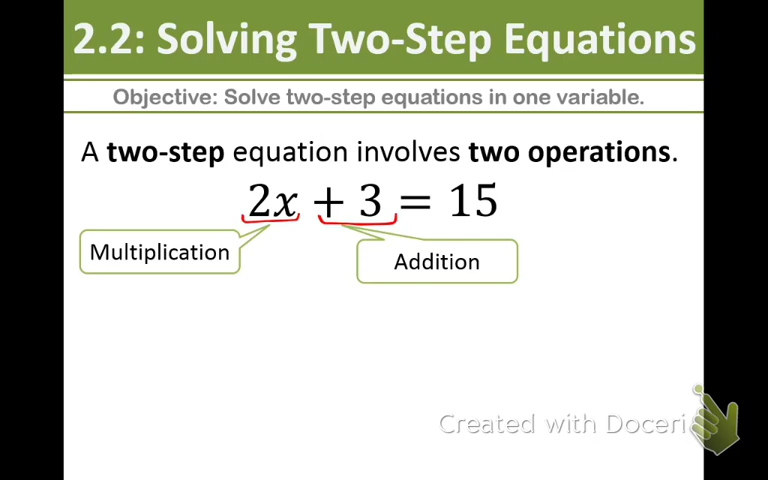 2.2: Solving Two-Step Equations
Objective: Solve two-step equations in one variable.
A two-step equation involves two operations.
2x + 3 = 15
Multiplication
Addition
Created with Doceri